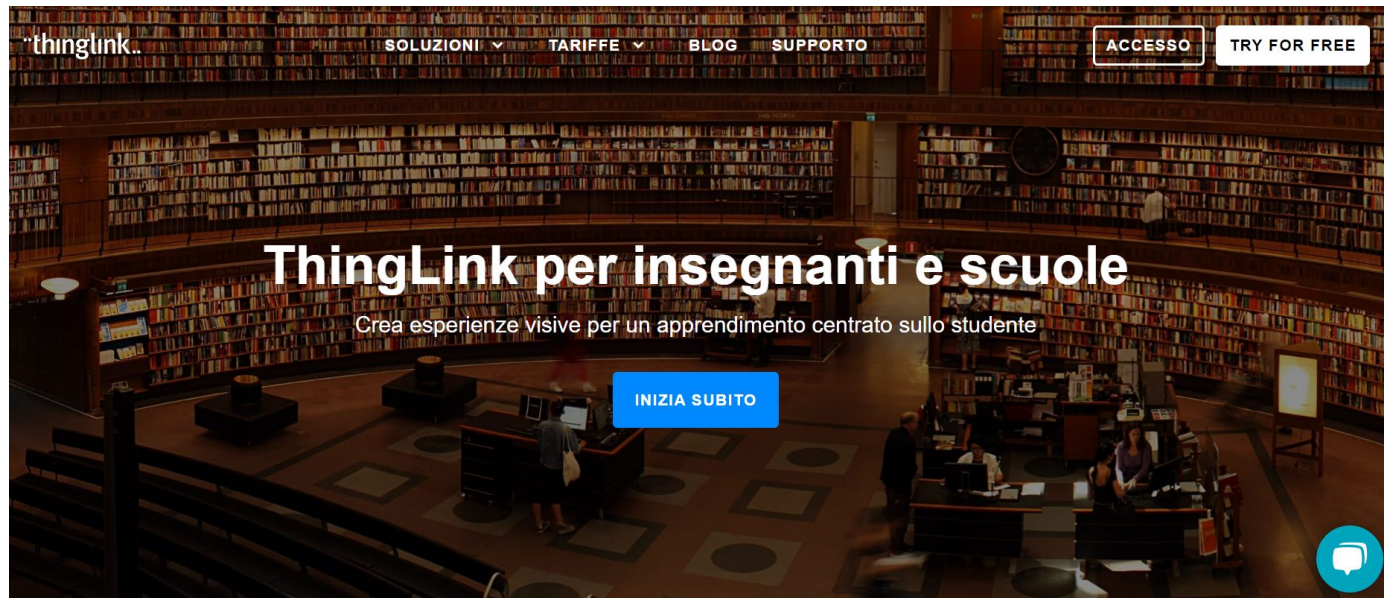 ¨thinglink..
SOLUZIONI TARIFFE BLOG SUPPORTO ACCESSO TRY FOR FREE
ThingLink per insegnanti e scuole
Crea esperienze visive per un apprendimento centrato sullo studente
INIZIA SUBITO